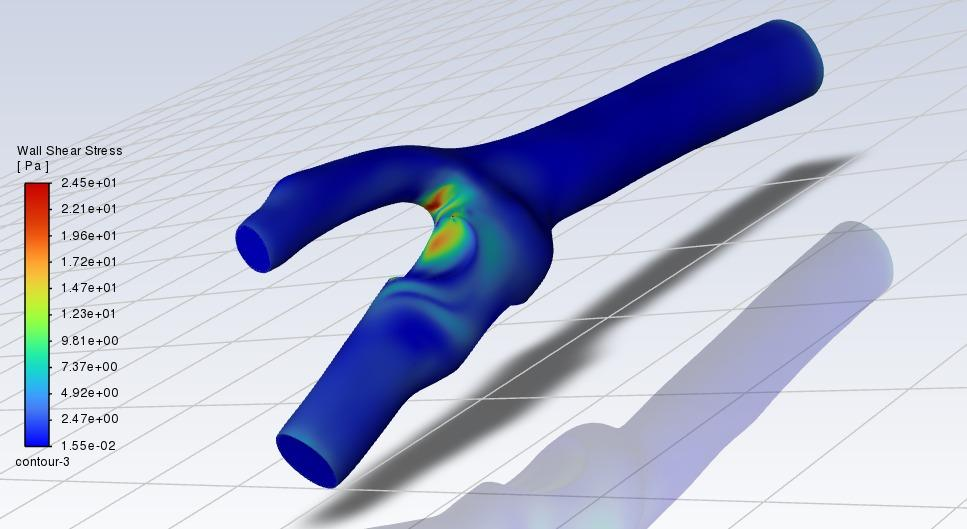 Wall Shear Stress
[ Pa ]
2.45e+01
2.21e+01
1.96e+01
1.72e+01
1.47e+01
1.23e+01
9.81e+00
7.37e+00
4.92e+00
2.47e+00
1.55e-02
contour-3